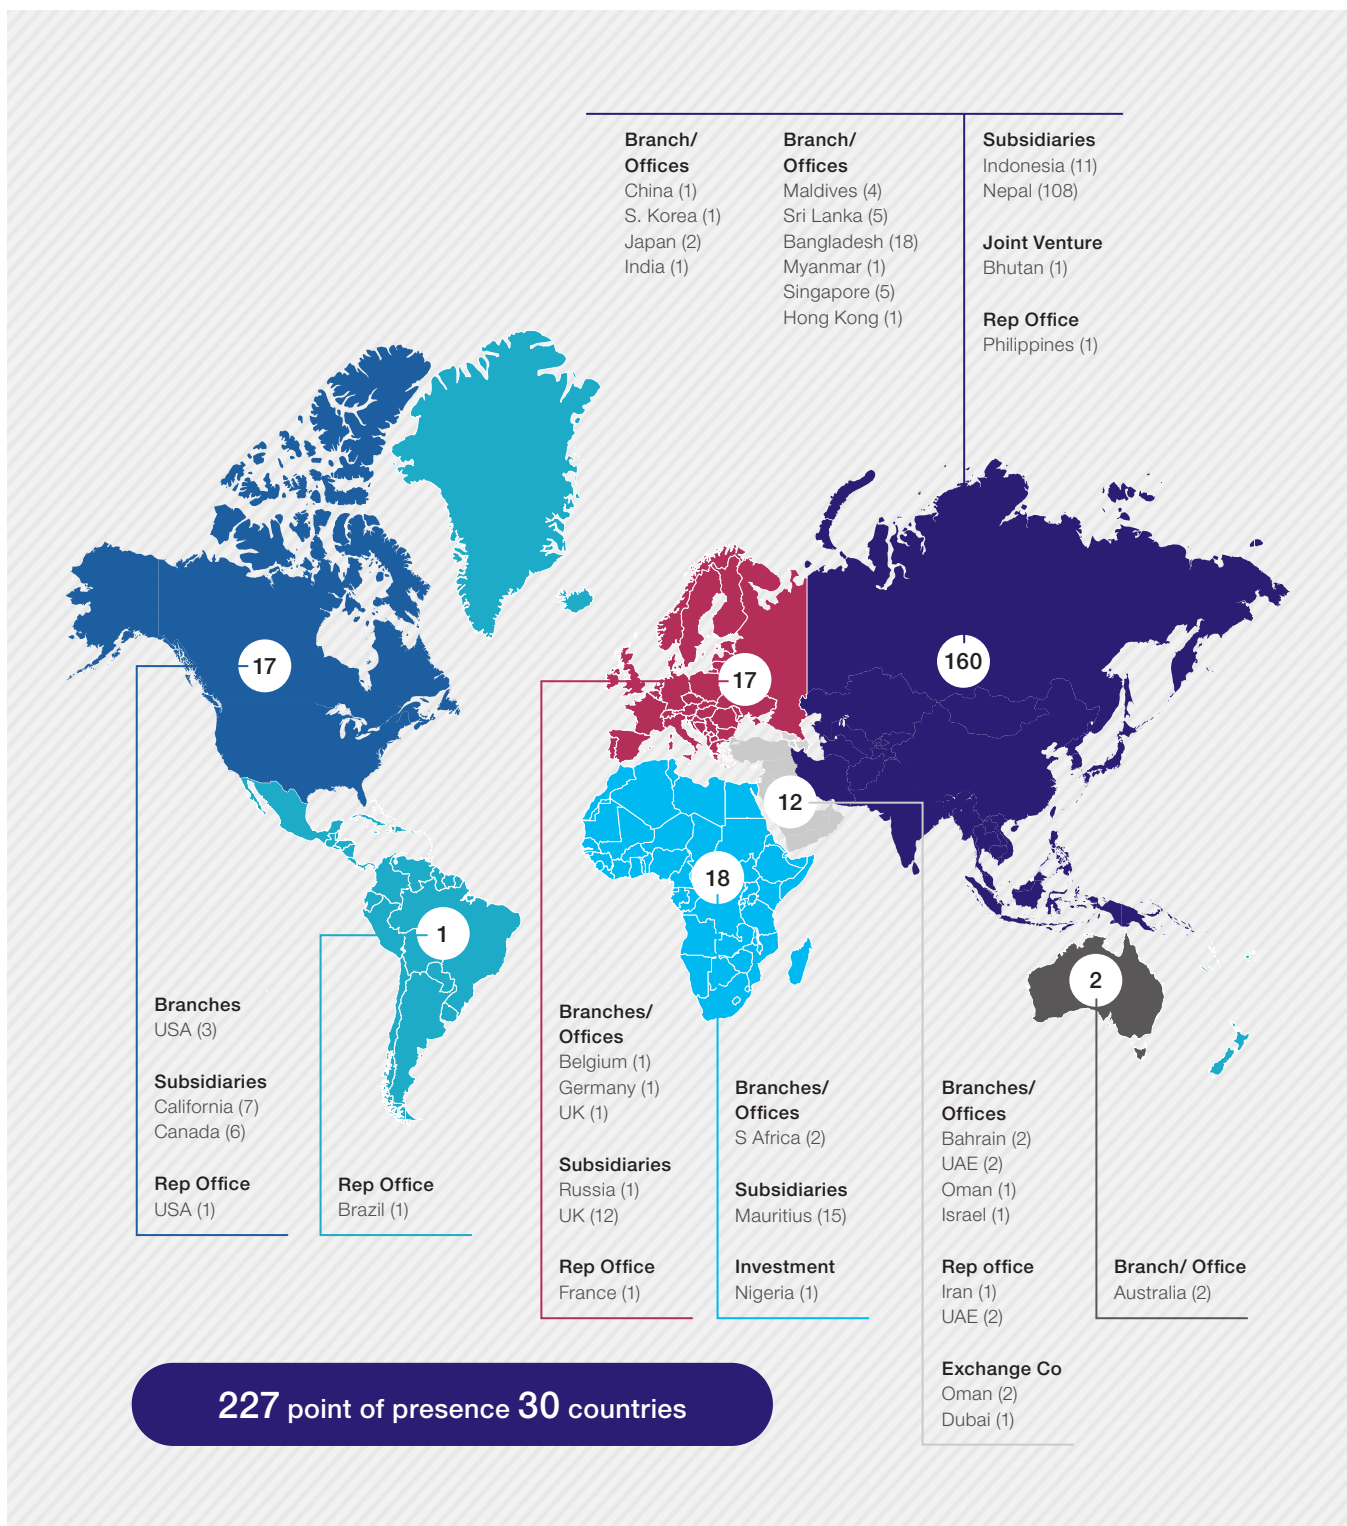 Branch/
Offices
China (1)
S. Korea (1)
Japan (2)
India (1)
Branch/
Offices
Maldives (4)
Sri Lanka (5)
Bangladesh (18)
Myanmar (1)
Singapore (5)
Hong Kong (1)
Subsidiaries
Indonesia (11)
Nepal (108)
Joint Venture
Bhutan (1)
Rep Office
Philippines (1)
17
17
160
12
18
1
2
Branches
USA (3)
Subsidiaries
California (7)
Canada (6)
Rep Office
USA (1)
Rep Office
Brazil (1)
Branches/
Offices
Belgium (1)
Germany (1)
UK (1)
Subsidiaries
Russia (1)
UK (12)
Rep Office
France (1)
Branches/
Offices
S Africa (2)
Subsidiaries
Mauritius (15)
Investment
Nigeria (1)
Branches/
Offices
Bahrain (2)
UAE (2)
Oman (1)
Israel (1)
Rep office
Iran (1)
UAE (2)
Exchange Co
Oman (2)
Dubai (1)
Branch/ Office
Australia (2)
227 point of presence 30 countries